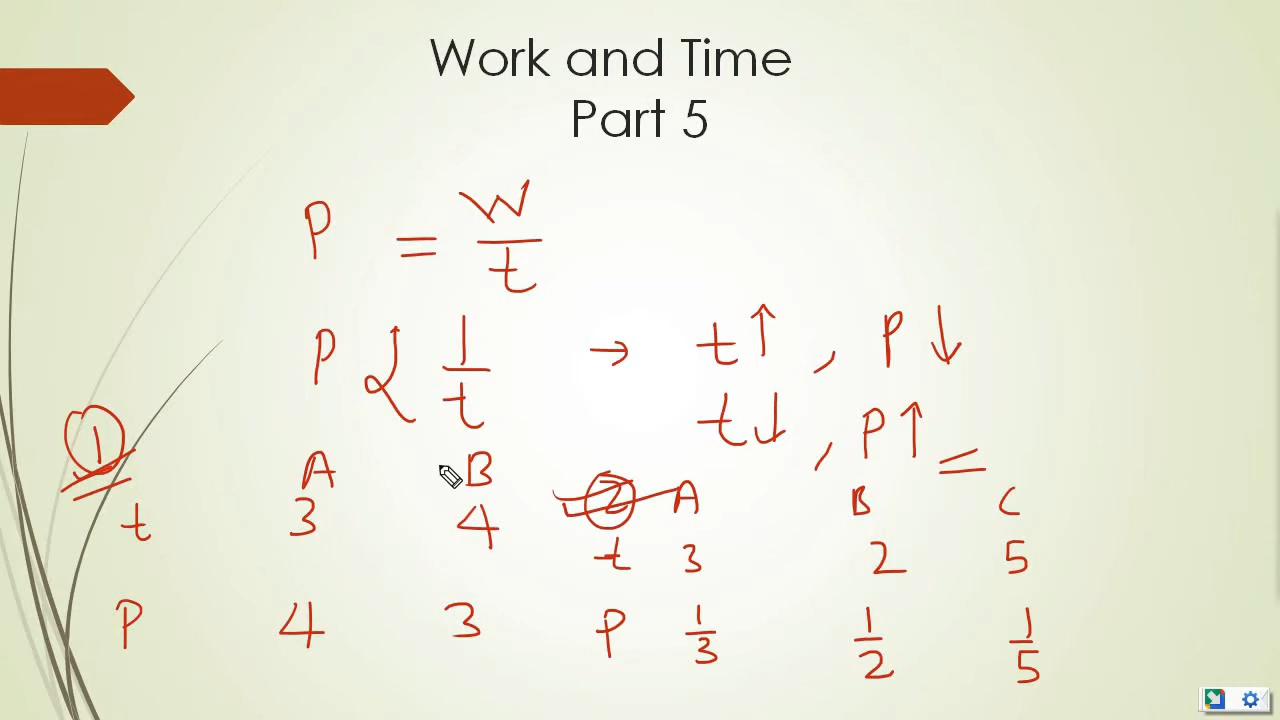 Work and Time
Part 5
P = W/t
P ∝ 1/t → t↑, P↓
t↓, P↑
1
A B
t 3 4
P 4 3
2 A B C
t 3 2 5
P 1/3 1/2 1/5